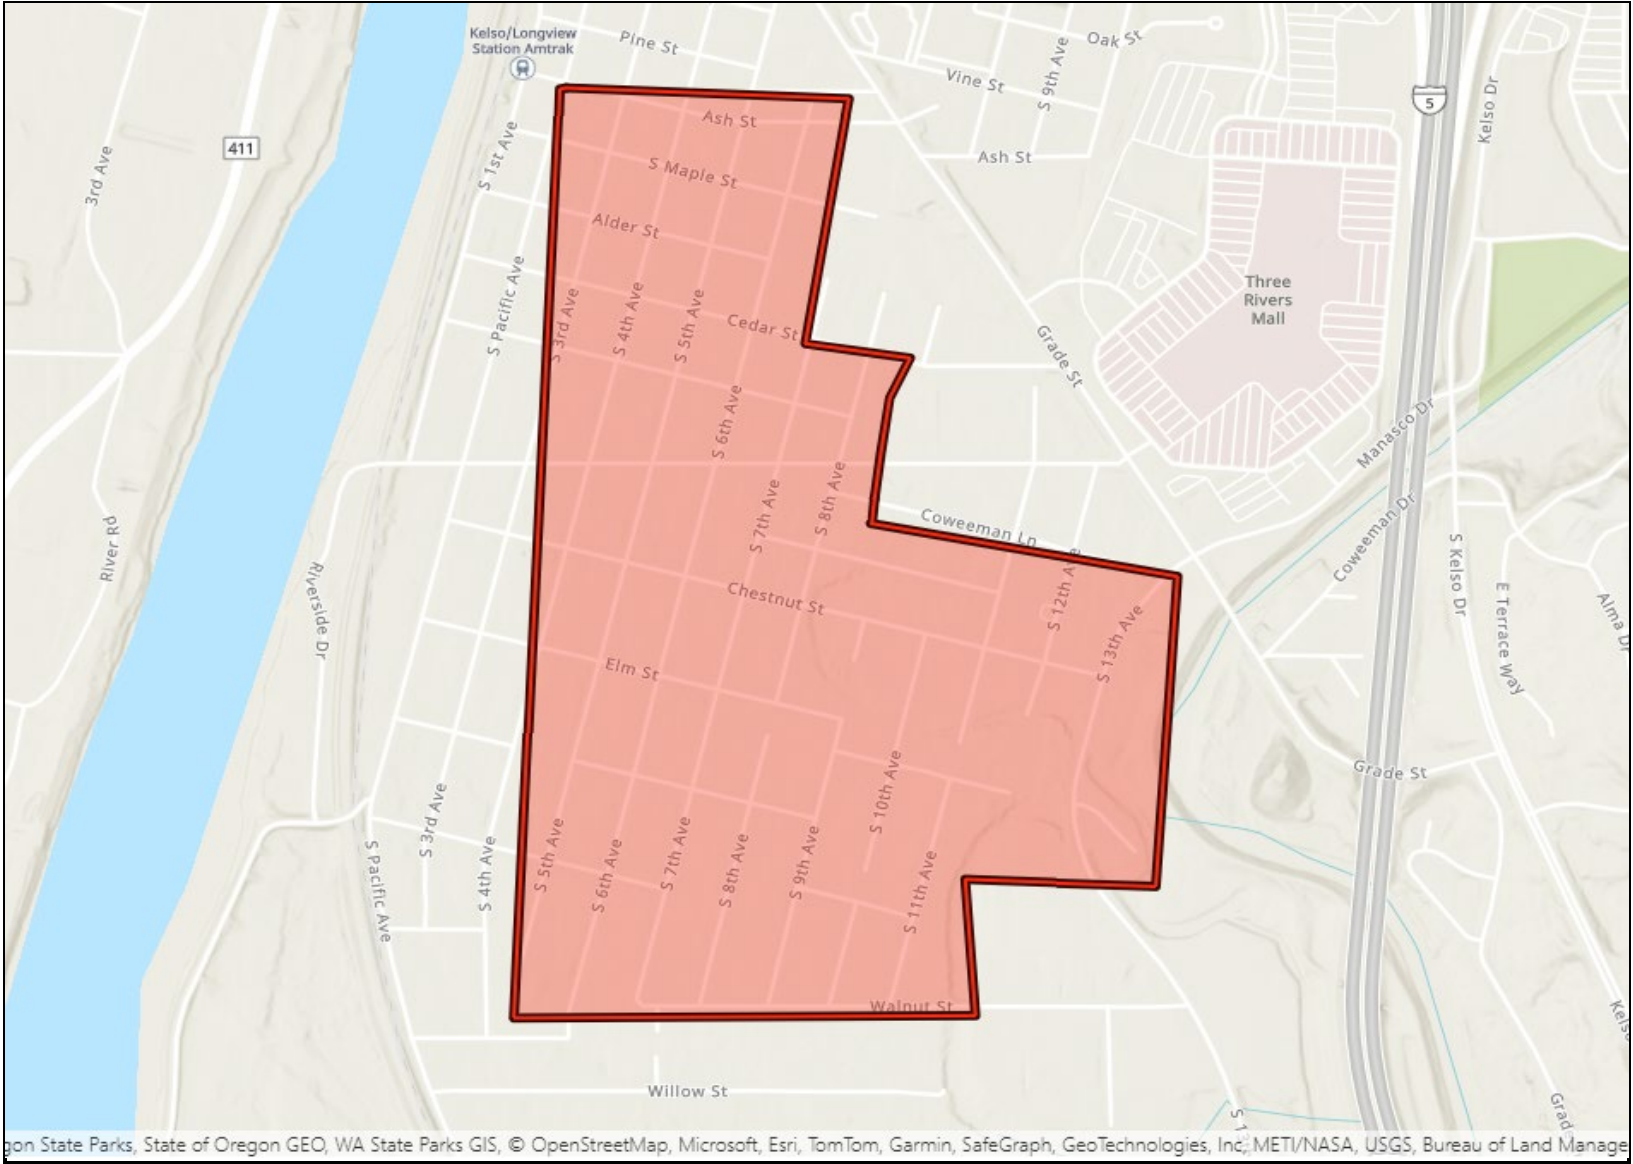 Kelso/Longview
Station Amtrak
Pine St
Oak St
Vine St
S 9th Ave
5
Kelso Dr
411
3rd Ave
S 1st Ave
Ash St
Ash St
S Maple St
Alder St
S Pacific Ave
S 3rd Ave
S 4th Ave
S 5th Ave
Cedar St
Three
Rivers
Mall
Grade St
Manasco Dr
S 6th Ave
S 7th Ave
S 8th Ave
Coweeman Ln
Coweeman Dr
River Rd
Riverside Dr
Chestnut St
S 12th Ave
S 13th Ave
S Kelso Dr
E Terrace Way
Alma Dr
Elm St
Grade St
S 10th Ave
S 3rd Ave
S 4th Ave
S Pacific Ave
S 5th Ave
S 6th Ave
S 7th Ave
S 8th Ave
S 9th Ave
S 11th Ave
Walnut St
Willow St
Kels
Grad
S 1
gon State Parks, State of Oregon GEO, WA State Parks GIS, © OpenStreetMap, Microsoft, Esri, TomTom, Garmin, SafeGraph, GeoTechnologies, Inc, METI/NASA, USGS, Bureau of Land Manage